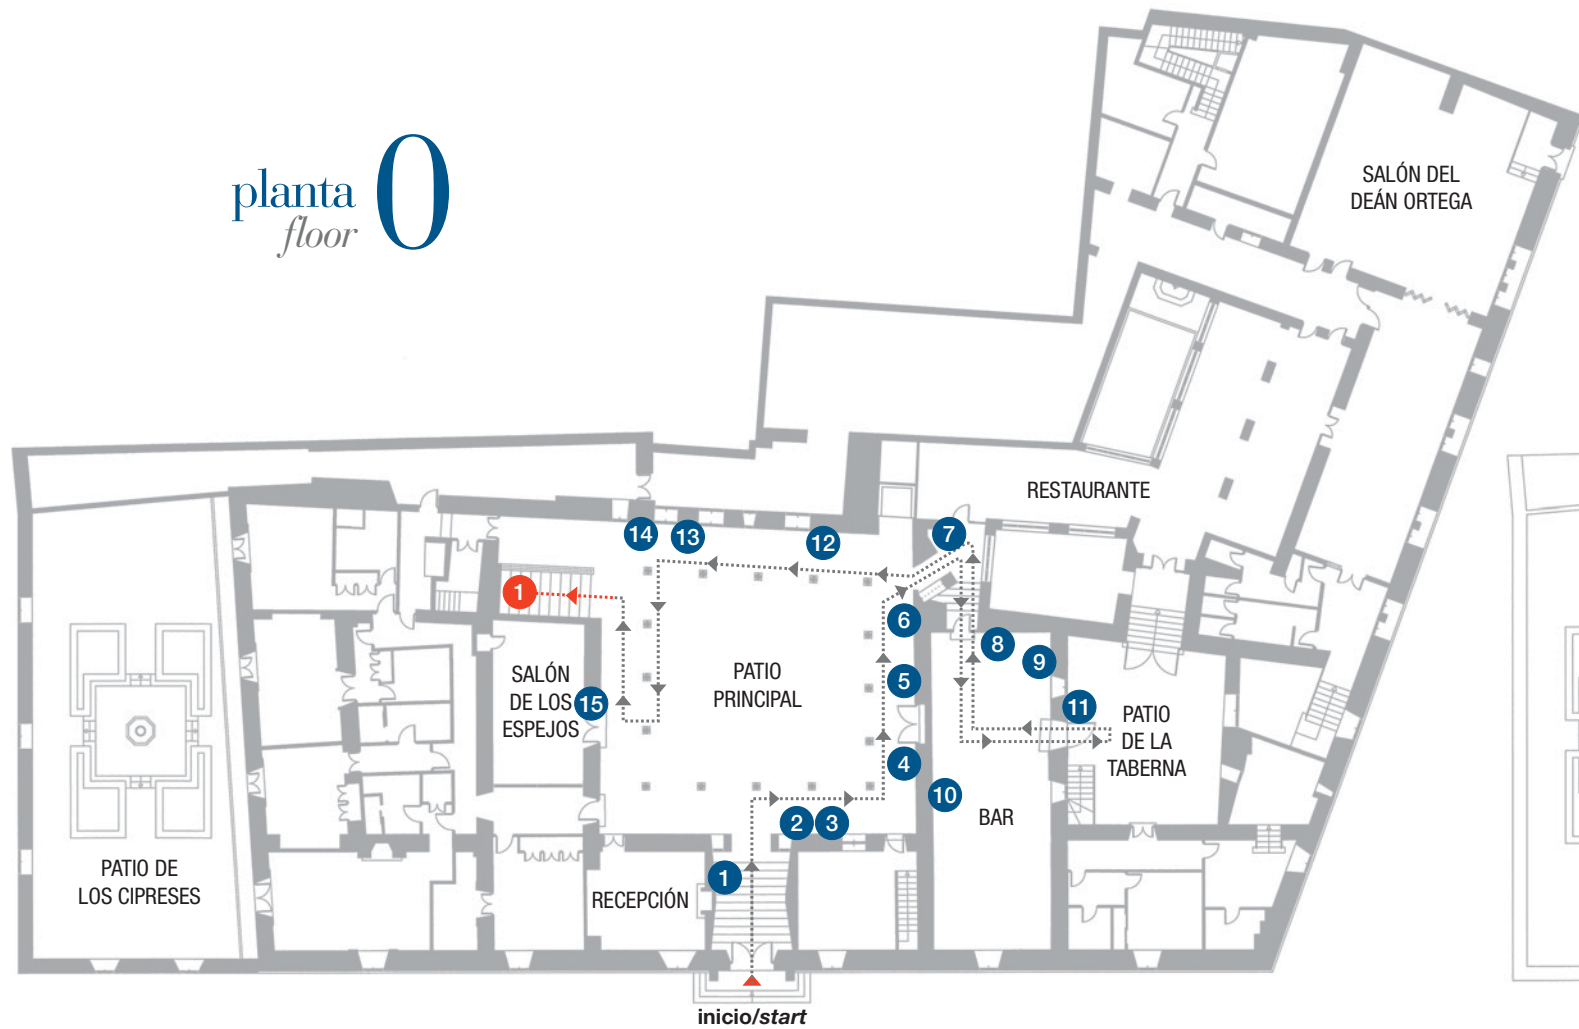 planta 0
floor
SALÓN DEL
DEÁN ORTEGA
RESTAURANTE
14
13
12
7
1
6
8
9
SALÓN
DE LOS
ESPEJOS
15
PATIO
PRINCIPAL
5
11
PATIO
DE LA
TABERNA
4
10
BAR
2
3
1
PATIO DE
LOS CIPRESES
RECEPCIÓN
inicio/start